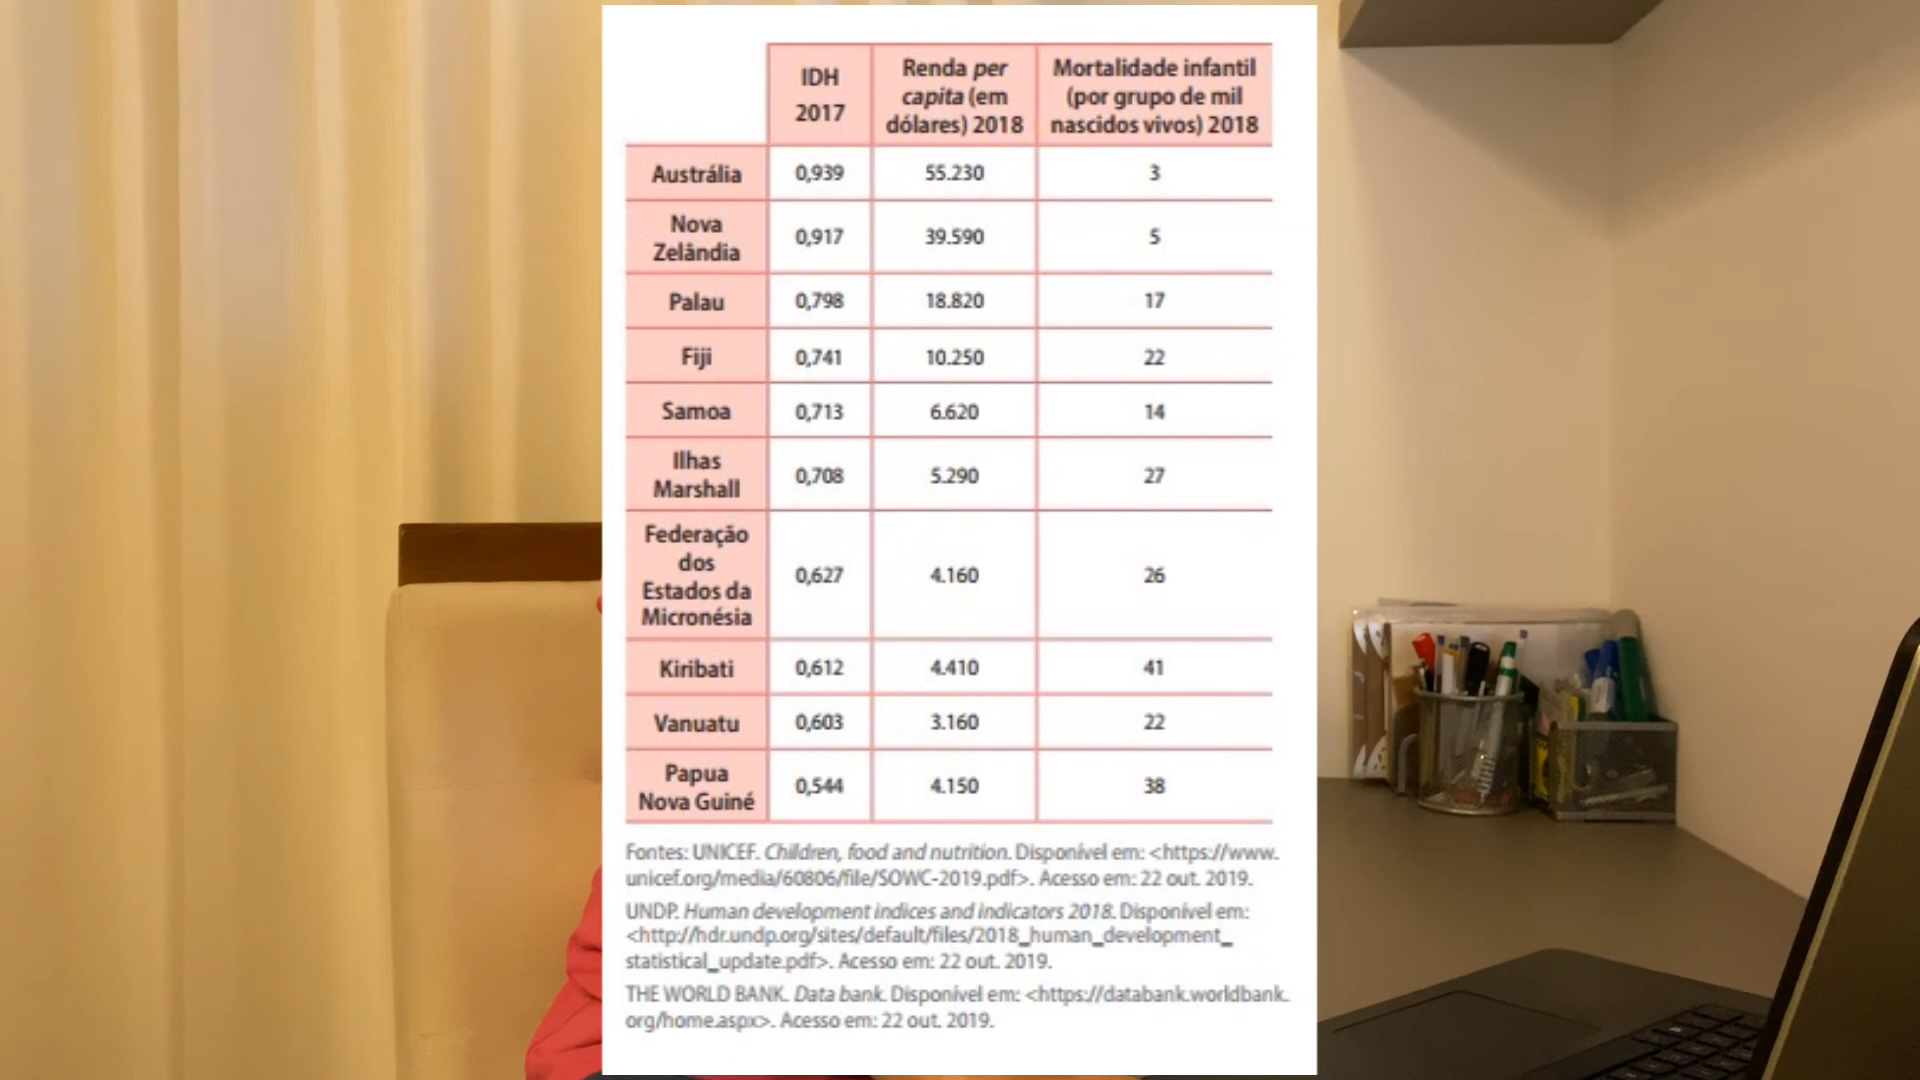 IDH
2017
Renda per
capita (em
dólares) 2018
Mortalidade infantil
(por grupo de mil
nascidos vivos) 2018
Austrália 0,939 55.230 3
Nova
Zelândia 0,917 39.590 5
Palau 0,798 18.820 17
Fiji 0,741 10.250 22
Samoa 0,713 6.620 14
Ilhas
Marshall 0,708 5.290 27
Federação
dos
Estados da
Micronésia 0,627 4.160 26
Kiribati 0,612 4.410 41
Vanuatu 0,603 3.160 22
Papua
Nova Guiné 0,544 4.150 38
Fontes: UNICEF. Children, food and nutrition. Disponível em: <https://www.
unicef.org/media/60806/file/SOWC-2019.pdf>. Acesso em: 22 out. 2019.
UNDP. Human development indices and indicators 2018. Disponível em:
<http://hdr.undp.org/sites/default/files/2018_human_development_
statistical_update.pdf>. Acesso em: 22 out. 2019.
THE WORLD BANK. Data bank. Disponível em: <https://databank.worldbank.
org/home.aspx>. Acesso em: 22 out. 2019.